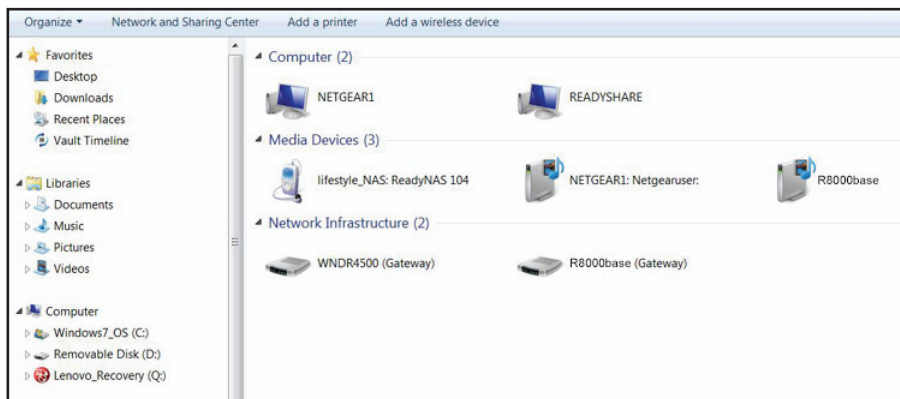 Organize Network and Sharing Center Add a printer Add a wireless device
Favorites
Desktop
Downloads
Recent Places
Vault Timeline
Libraries
Documents
Music
Pictures
Videos
Computer
Windows7_OS (C:)
Removable Disk (D:)
Lenovo_Recovery (Q:)
Computer (2)
NETGEAR1 READYSHARE
Media Devices (3)
lifestyle_NAS: ReadyNAS 104 NETGEAR1: Netgearuser: R8000base
Network Infrastructure (2)
WNDR4500 (Gateway) R8000base (Gateway)